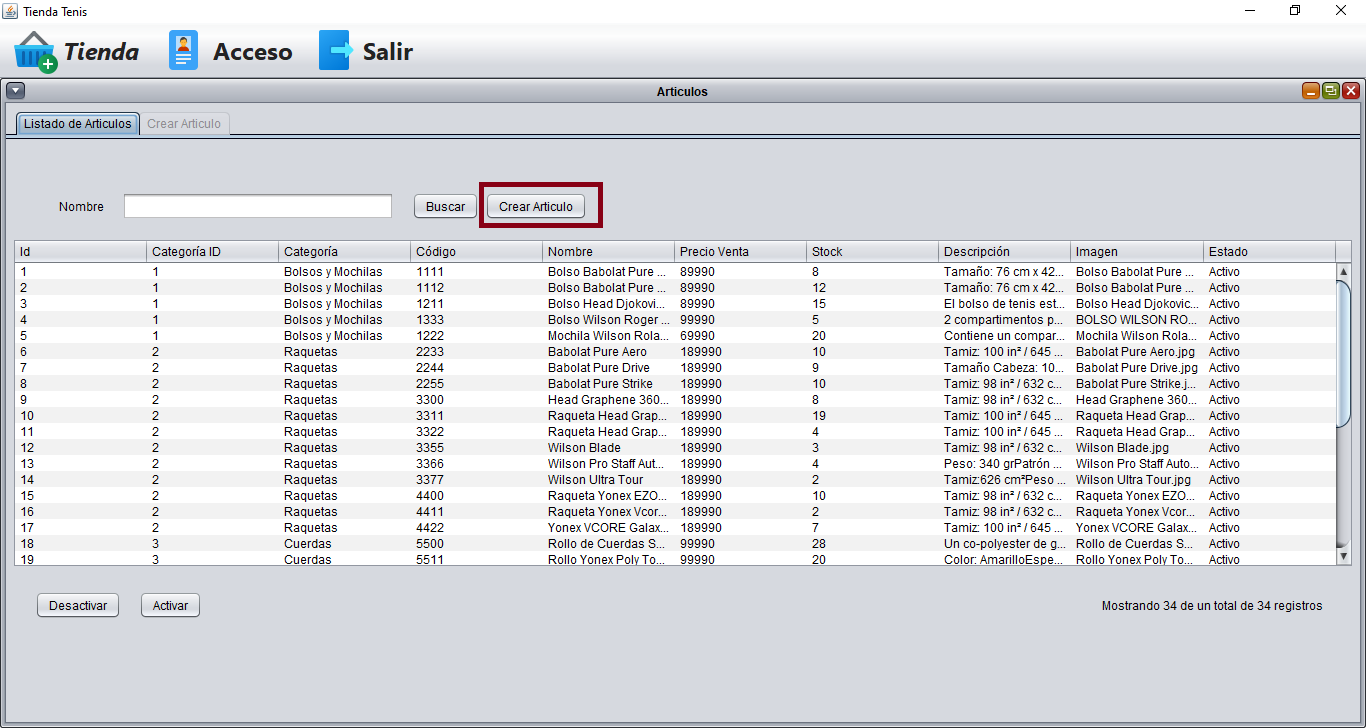 Tienda Tenis
Tienda Acceso Salir
Articulos
Listado de Articulos Crear Articulo
Nombre Buscar Crear Articulo
Id Categoría ID Categoría Código Nombre Precio Venta Stock Descripción Imagen Estado
1 1 Bolsos y Mochilas 1111 Bolso Babolat Pure ... 89990 8 Tamaño: 76 cm x 42... Bolso Babolat Pure ... Activo
2 1 Bolsos y Mochilas 1112 Bolso Babolat Pure ... 89990 12 Tamaño: 76 cm x 42... Bolso Babolat Pure ... Activo
3 1 Bolsos y Mochilas 1211 Bolso Head Djokovi... 89990 15 El bolso de tenis est... Bolso Head Djokovic... Activo
4 1 Bolsos y Mochilas 1333 Bolso Wilson Roger ... 99990 5 2 compartimentos p... BOLSO WILSON RO... Activo
5 1 Bolsos y Mochilas 1222 Mochila Wilson Rola... 69990 20 Contiene un compar... Mochila Wilson Rola... Activo
6 2 Raquetas 2233 Babolat Pure Aero 189990 10 Tamiz: 100 in² / 645 ... Babolat Pure Aero.jpg Activo
7 2 Raquetas 2244 Babolat Pure Drive 189990 9 Tamaño Cabeza: 10... Babolat Pure Drive.jpg Activo
8 2 Raquetas 2255 Babolat Pure Strike 189990 10 Tamiz: 98 in² / 632 c... Babolat Pure Strike.j... Activo
9 2 Raquetas 3300 Head Graphene 360... 189990 8 Tamiz: 98 in² / 632 c... Head Graphene 360... Activo
10 2 Raquetas 3311 Raqueta Head Grap... 189990 19 Tamiz: 100 in² / 645 ... Raqueta Head Grap... Activo
11 2 Raquetas 3322 Raqueta Head Grap... 189990 4 Tamiz: 100 in² / 645 ... Raqueta Head Grap... Activo
12 2 Raquetas 3355 Wilson Blade 189990 3 Tamiz: 98 in² / 632 c... Wilson Blade.jpg Activo
13 2 Raquetas 3366 Wilson Pro Staff Aut... 189990 4 Peso: 340 grPatrón ... Wilson Pro Staff Auto... Activo
14 2 Raquetas 3377 Wilson Ultra Tour 189990 2 Tamiz:626 cm²Peso ... Wilson Ultra Tour.jpg Activo
15 2 Raquetas 4400 Raqueta Yonex EZO... 189990 10 Tamiz: 98 in² / 632 c... Raqueta Yonex EZO... Activo
16 2 Raquetas 4411 Raqueta Yonex Vcor... 189990 2 Tamiz: 98 in² / 632 c... Raqueta Yonex Vcor... Activo
17 2 Raquetas 4422 Yonex VCORE Galax... 189990 7 Tamiz: 100 in² / 645 ... Yonex VCORE Galax... Activo
18 3 Cuerdas 5500 Rollo de Cuerdas S... 99990 28 Un co-polyester de g... Rollo de Cuerdas S... Activo
19 3 Cuerdas 5511 Rollo Yonex Poly To... 99990 20 Color: AmarilloEspe... Rollo Yonex Poly To... Activo
Desactivar Activar Mostrando 34 de un total de 34 registros